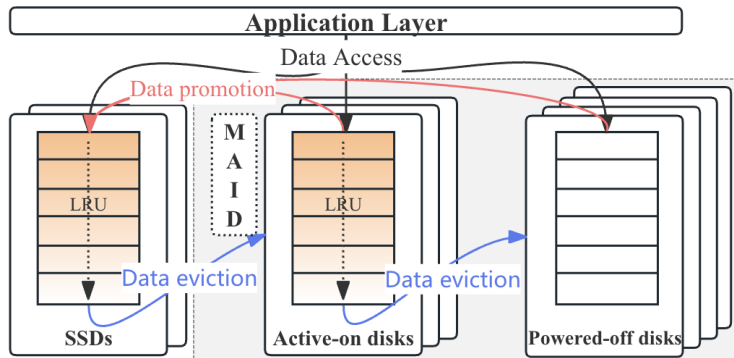 Application Layer
Data Access
Data promotion
M
A
I
D
LRU
LRU
Data eviction
Data eviction
SSDs
Active-on disks
Powered-off disks